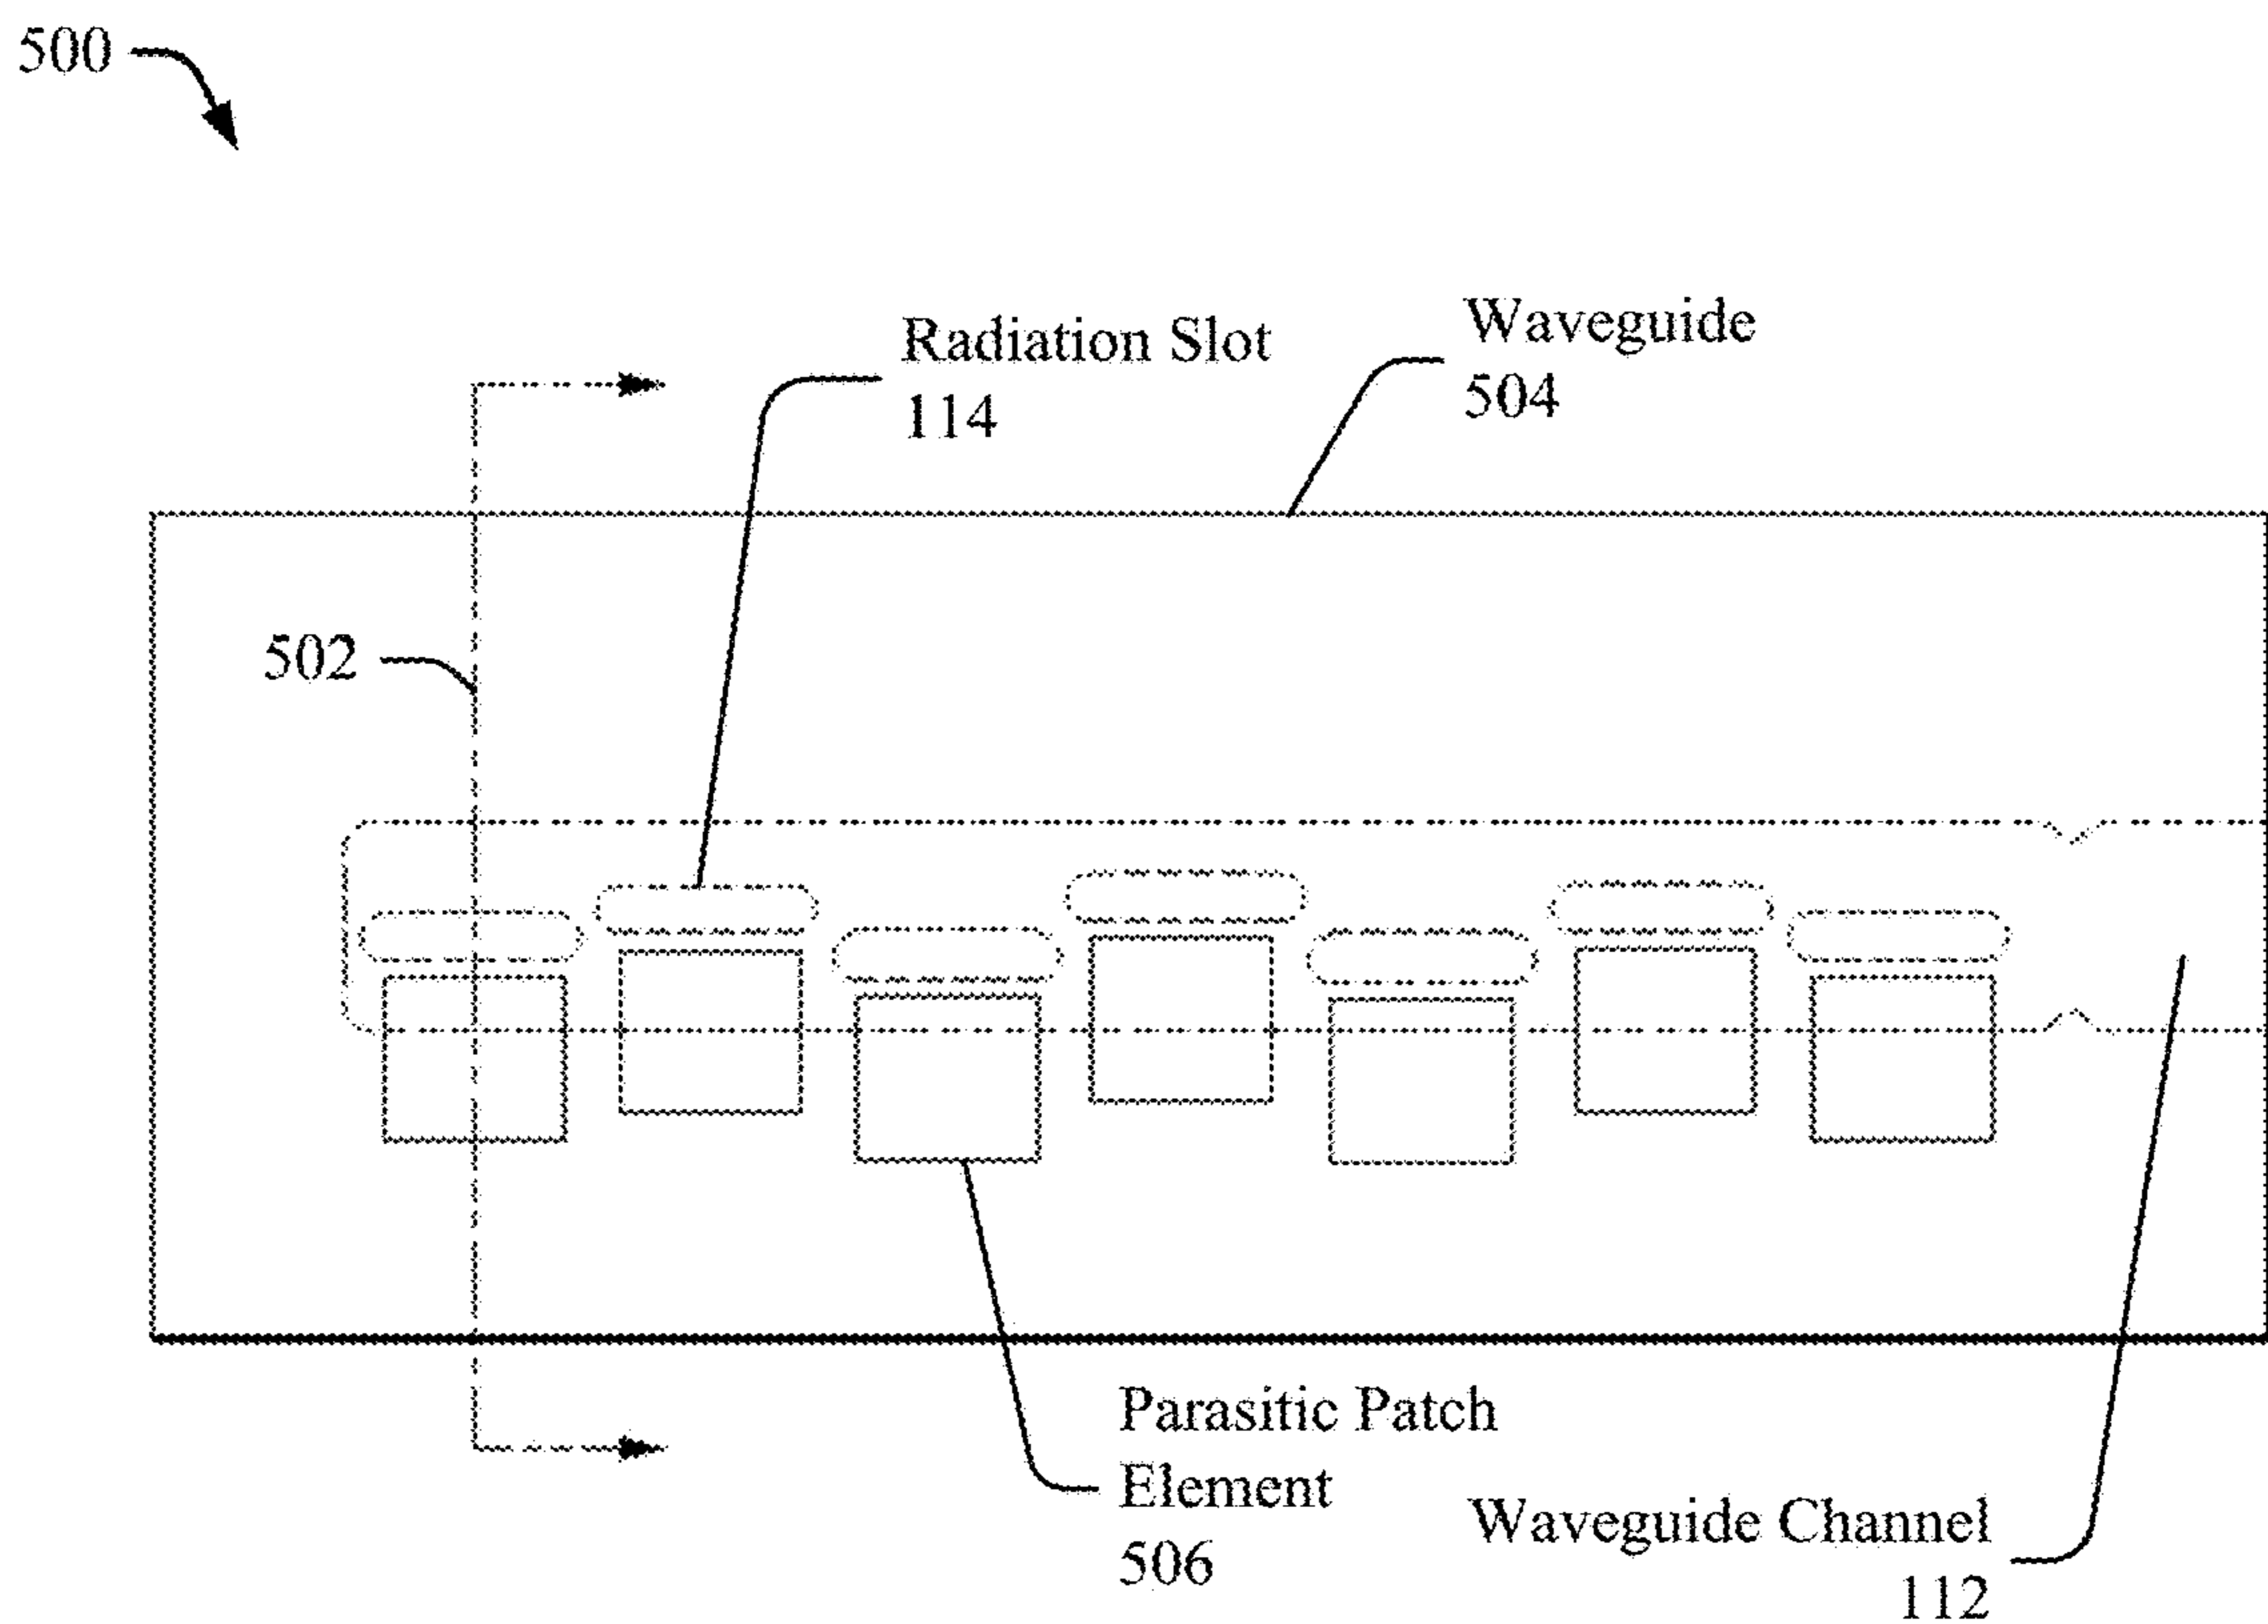 500
Radiation Slot
114
Waveguide
504
502
Parasitic Patch
Element
506
Waveguide Channel
112